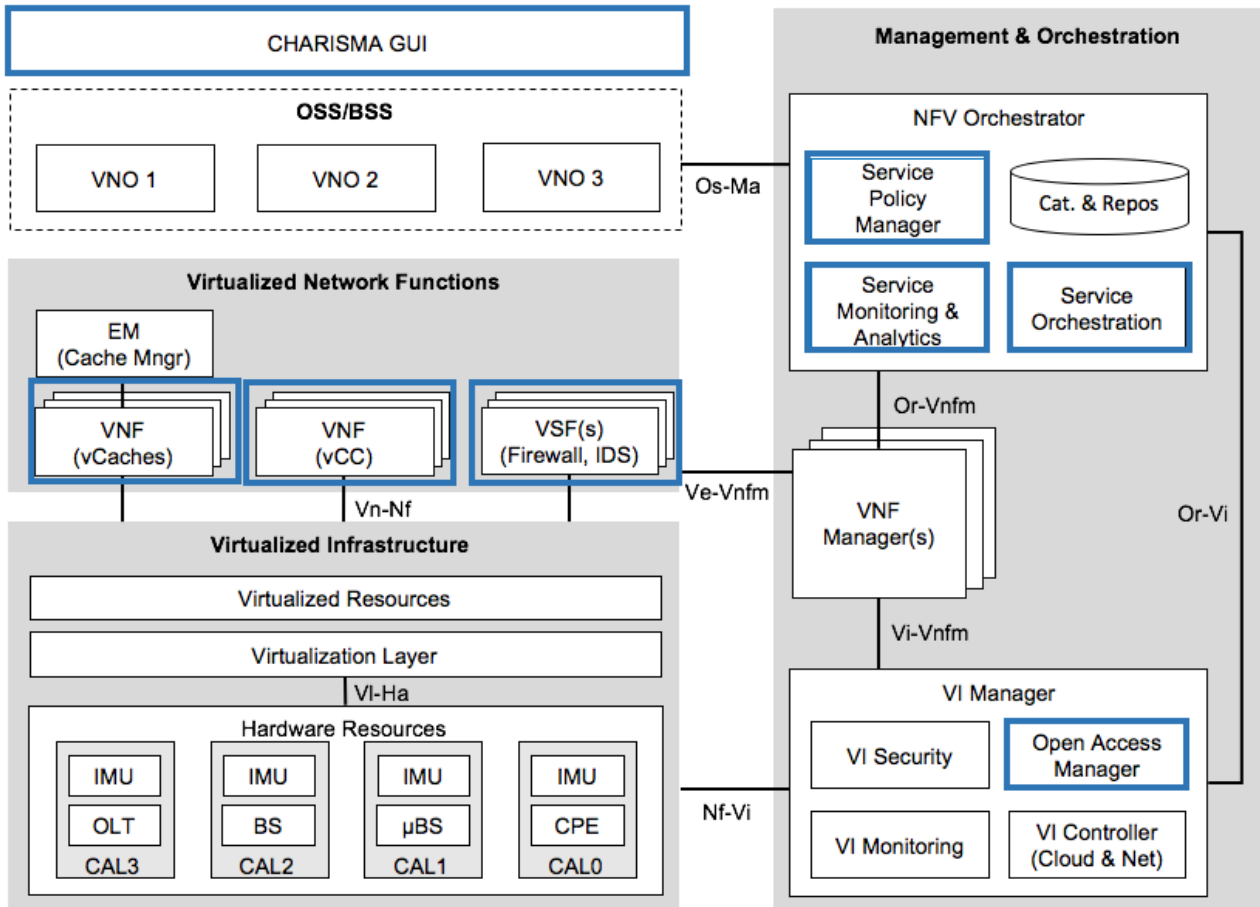 CHARISMA GUI
OSS/BSS
VNO 1
VNO 2
VNO 3
Os-Ma
Virtualized Network Functions
EM
(Cache Mngr)
VNF
(vCaches)
VNF
(vCC)
VSF(s)
(Firewall, IDS)
Ve-Vnfm
Vn-Nf
Virtualized Infrastructure
Virtualized Resources
Virtualization Layer
VI-Ha
Hardware Resources
IMU
OLT
CAL3
IMU
BS
CAL2
IMU
µBS
CAL1
IMU
CPE
CAL0
Nf-Vi
Management & Orchestration
NFV Orchestrator
Service
Policy
Manager
Cat. & Repos
Service
Monitoring &
Analytics
Service
Orchestration
Or-Vnfm
VNF
Manager(s)
Or-Vi
Vi-Vnfm
VI Manager
VI Security
Open Access
Manager
VI Monitoring
VI Controller
(Cloud & Net)